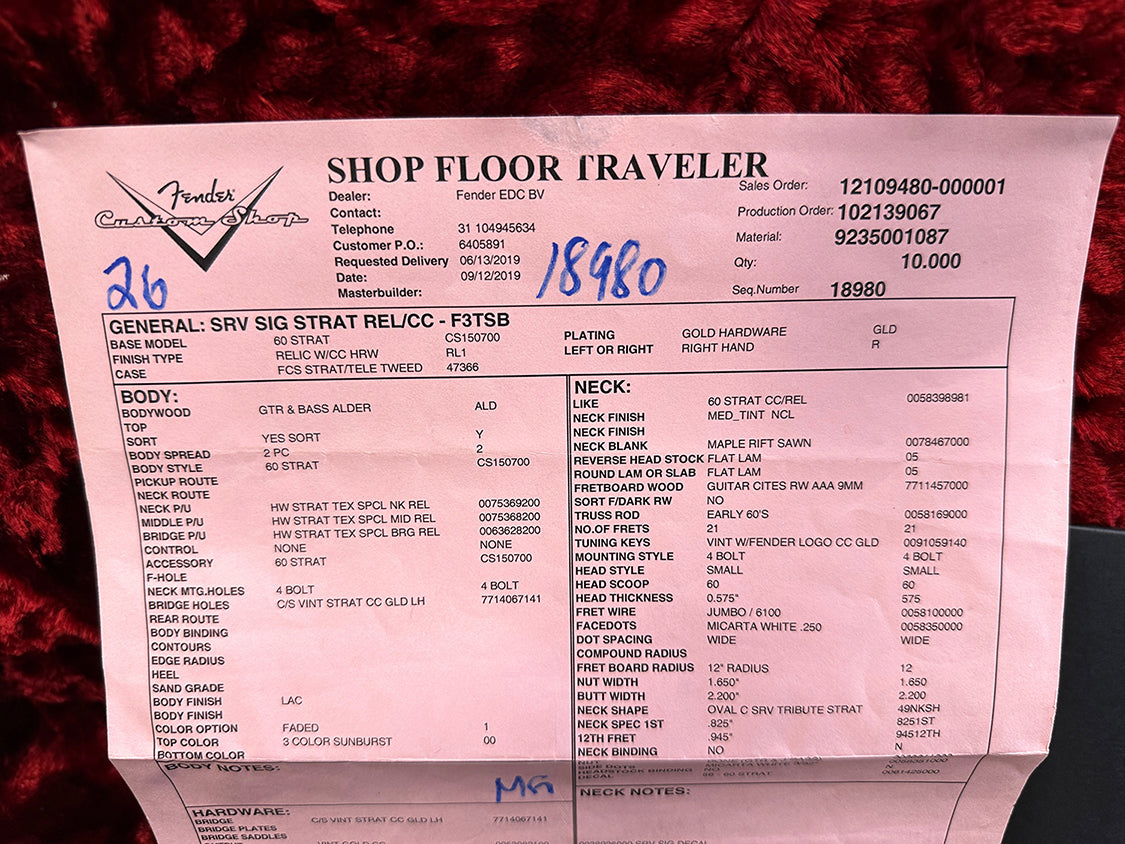 Fender
Custom Shop
SHOP FLOOR TRAVELER
Dealer: Fender EDC BV
Contact:
Telephone 31 104945634
Customer P.O.: 6405891
Requested Delivery 06/13/2019
Date: 09/12/2019
Masterbuilder:
Sales Order: 12109480-000001
Production Order: 102139067
Material: 9235001087
Qty: 10.000
Seq.Number 18980
26
18980
GENERAL: SRV SIG STRAT REL/CC - F3TSB
BASE MODEL 60 STRAT CS150700
FINISH TYPE RELIC W/CC HRW RL1
CASE FCS STRAT/TELE TWEED 47366
PLATING GOLD HARDWARE GLD
LEFT OR RIGHT RIGHT HAND R
BODY:
BODYWOOD GTR & BASS ALDER ALD
TOP
SORT YES SORT Y
BODY SPREAD 2 PC 2
BODY STYLE 60 STRAT CS150700
PICKUP ROUTE
NECK ROUTE
NECK P/U HW STRAT TEX SPCL NK REL 0075369200
MIDDLE P/U HW STRAT TEX SPCL MID REL 0075368200
BRIDGE P/U HW STRAT TEX SPCL BRG REL 0063628200
CONTROL NONE NONE
ACCESSORY 60 STRAT CS150700
F-HOLE
NECK MTG.HOLES 4 BOLT 4 BOLT
BRIDGE HOLES C/S VINT STRAT CC GLD LH 7714067141
REAR ROUTE
BODY BINDING
CONTOURS
EDGE RADIUS
HEEL
SAND GRADE
BODY FINISH LAC
BODY FINISH
COLOR OPTION FADED 1
TOP COLOR 3 COLOR SUNBURST 00
BOTTOM COLOR
BODY NOTES:
MG
HARDWARE:
BRIDGE C/S VINT STRAT CC GLD LH 7714067141
BRIDGE PLATES
BRIDGE SADDLES
NECK:
LIKE 60 STRAT CC/REL 0058398981
NECK FINISH MED_TINT NCL
NECK FINISH
NECK BLANK MAPLE RIFT SAWN 0078467000
REVERSE HEAD STOCK FLAT LAM 05
ROUND LAM OR SLAB FLAT LAM 05
FRETBOARD WOOD GUITAR CITES RW AAA 9MM 7711457000
SORT F/DARK RW NO
TRUSS ROD EARLY 60'S 0058169000
NO.OF FRETS 21 21
TUNING KEYS VINT W/FENDER LOGO CC GLD 0091059140
MOUNTING STYLE 4 BOLT 4 BOLT
HEAD STYLE SMALL SMALL
HEAD SCOOP 60 60
HEAD THICKNESS 0.575" 575
FRET WIRE JUMBO / 6100 0058100000
FACEDOTS MICARTA WHITE .250 0058350000
DOT SPACING WIDE WIDE
COMPOUND RADIUS
FRET BOARD RADIUS 12" RADIUS 12
NUT WIDTH 1.650" 1.650
BUTT WIDTH 2.200" 2.200
NECK SHAPE OVAL C SRV TRIBUTE STRAT 49NKSH
NECK SPEC 1ST .825" 8251ST
12TH FRET .945" 94512TH
NECK BINDING NO N
NUT
SIDE DOTS
HEADSTOCK BINDING NO N
DECAL 0061425000
NECK NOTES: